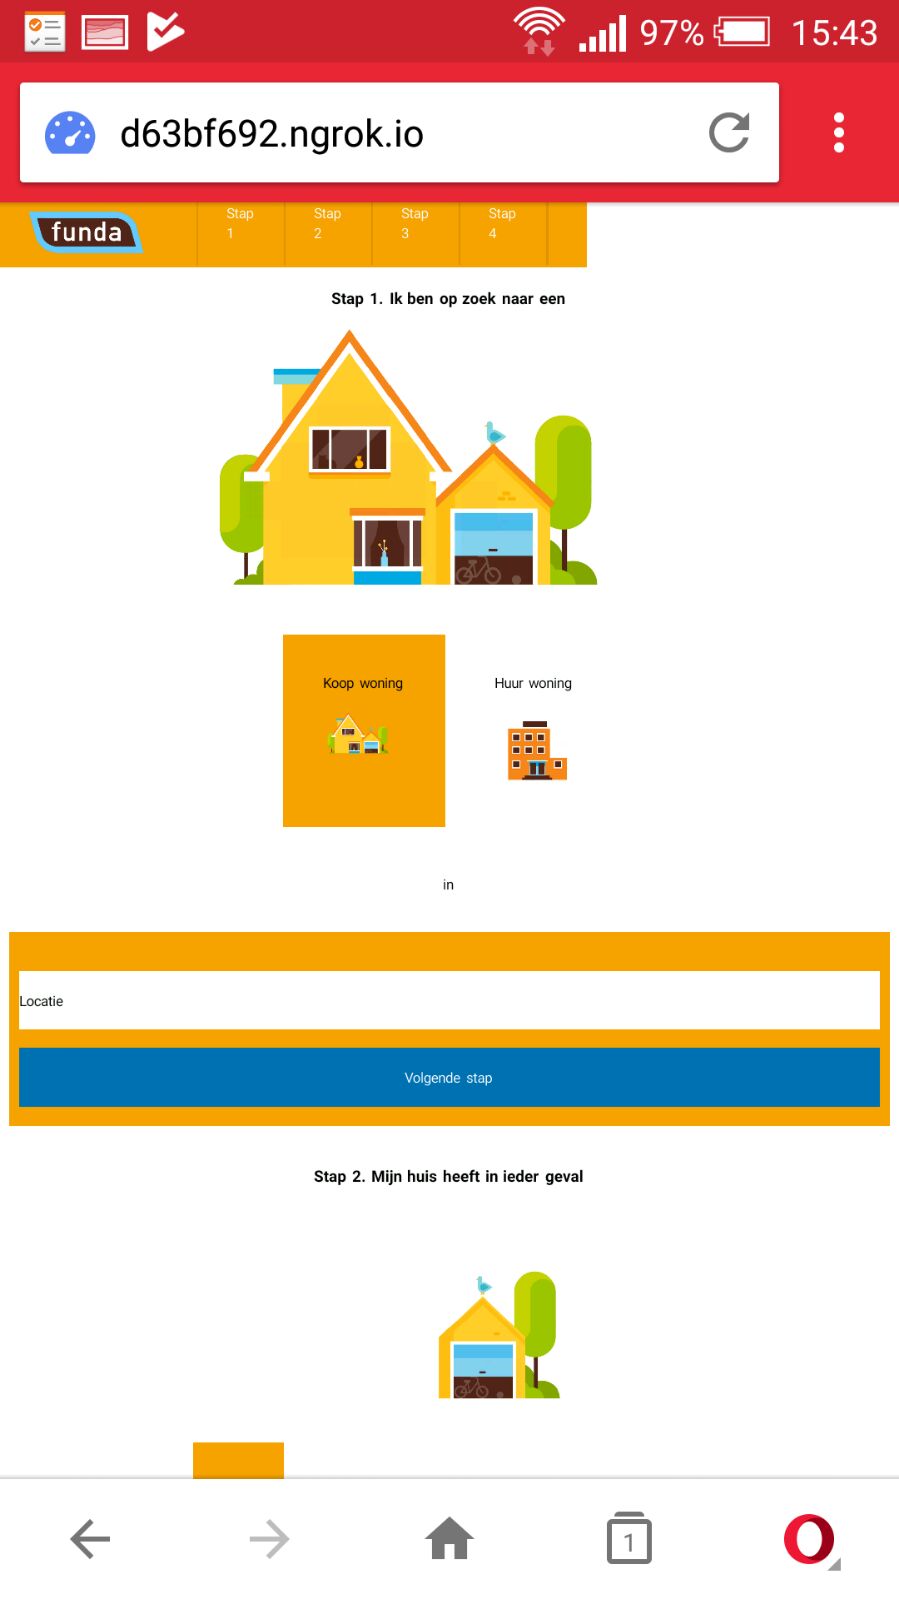 97% 15:43
d63bf692.ngrok.io
funda
Stap 1
Stap 2
Stap 3
Stap 4
Stap 1. Ik ben op zoek naar een
Koop woning
Huur woning
in
Locatie
Volgende stap
Stap 2. Mijn huis heeft in ieder geval
1